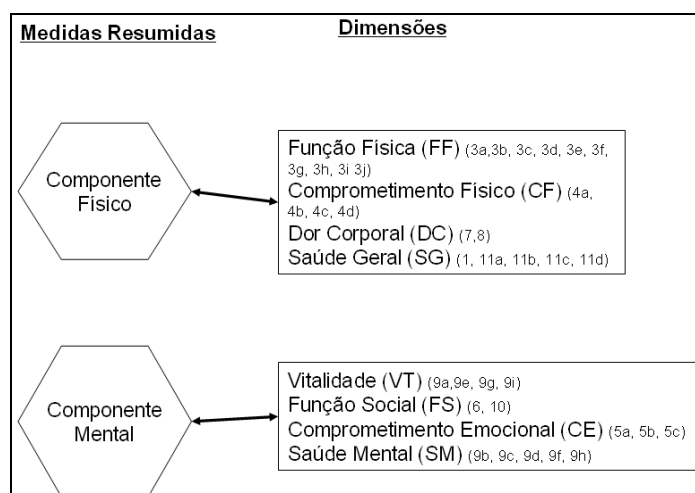 Medidas Resumidas
Dimensões
Componente
Físico
Função Física (FF) (3a,3b, 3c, 3d, 3e, 3f,
3g, 3h, 3i 3j)
Comprometimento Físico (CF) (4a,
4b, 4c, 4d)
Dor Corporal (DC) (7,8)
Saúde Geral (SG) (1, 11a, 11b, 11c, 11d)
Componente
Mental
Vitalidade (VT) (9a,9e, 9g, 9i)
Função Social (FS) (6, 10)
Comprometimento Emocional (CE) (5a, 5b, 5c)
Saúde Mental (SM) (9b, 9c, 9d, 9f, 9h)